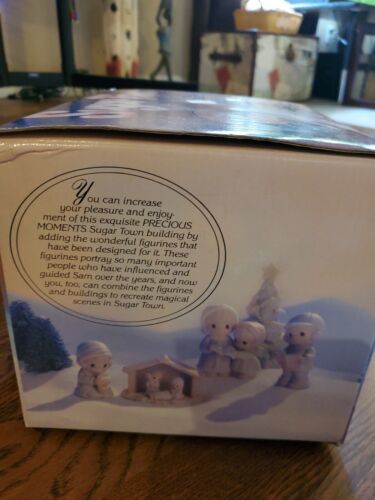 You can increase
your pleasure and enjoy-
ment of this exquisite PRECIOUS
MOMENTS Sugar Town building by
adding the wonderful figurines that
have been designed for it. These
figurines portray so many important
people who have influenced and
guided Sam over the years, and now
you, too, can combine the figurines
and buildings to recreate magical
scenes in Sugar Town.